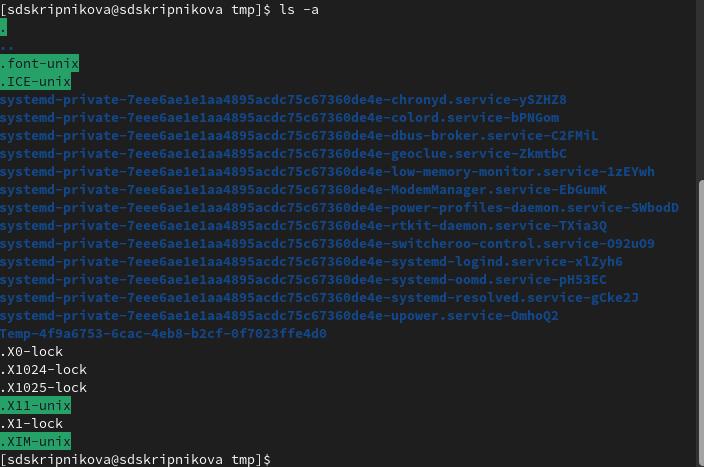 [sdskripnikova@sdskripnikova tmp]$ ls -a
.
..
.font-unix
.ICE-unix
systemd-private-7eee6ae1e1aa4895acdc75c67360de4e-chronyd.service-ySZHZ8
systemd-private-7eee6ae1e1aa4895acdc75c67360de4e-colord.service-bPNGom
systemd-private-7eee6ae1e1aa4895acdc75c67360de4e-dbus-broker.service-C2FMiL
systemd-private-7eee6ae1e1aa4895acdc75c67360de4e-geoclue.service-ZkmtbC
systemd-private-7eee6ae1e1aa4895acdc75c67360de4e-low-memory-monitor.service-1zEYwh
systemd-private-7eee6ae1e1aa4895acdc75c67360de4e-ModemManager.service-EbGumK
systemd-private-7eee6ae1e1aa4895acdc75c67360de4e-power-profiles-daemon.service-SWbodD
systemd-private-7eee6ae1e1aa4895acdc75c67360de4e-rtkit-daemon.service-TXia3Q
systemd-private-7eee6ae1e1aa4895acdc75c67360de4e-switcheroo-control.service-O92uO9
systemd-private-7eee6ae1e1aa4895acdc75c67360de4e-systemd-logind.service-xlZyh6
systemd-private-7eee6ae1e1aa4895acdc75c67360de4e-systemd-oomd.service-pH53EC
systemd-private-7eee6ae1e1aa4895acdc75c67360de4e-systemd-resolved.service-gCke2J
systemd-private-7eee6ae1e1aa4895acdc75c67360de4e-upower.service-OmhoQ2
Temp-4f9a6753-6cac-4eb8-b2cf-0f7023ffe4d0
.X0-lock
.X1024-lock
.X1025-lock
.X11-unix
.X1-lock
.XIM-unix
[sdskripnikova@sdskripnikova tmp]$